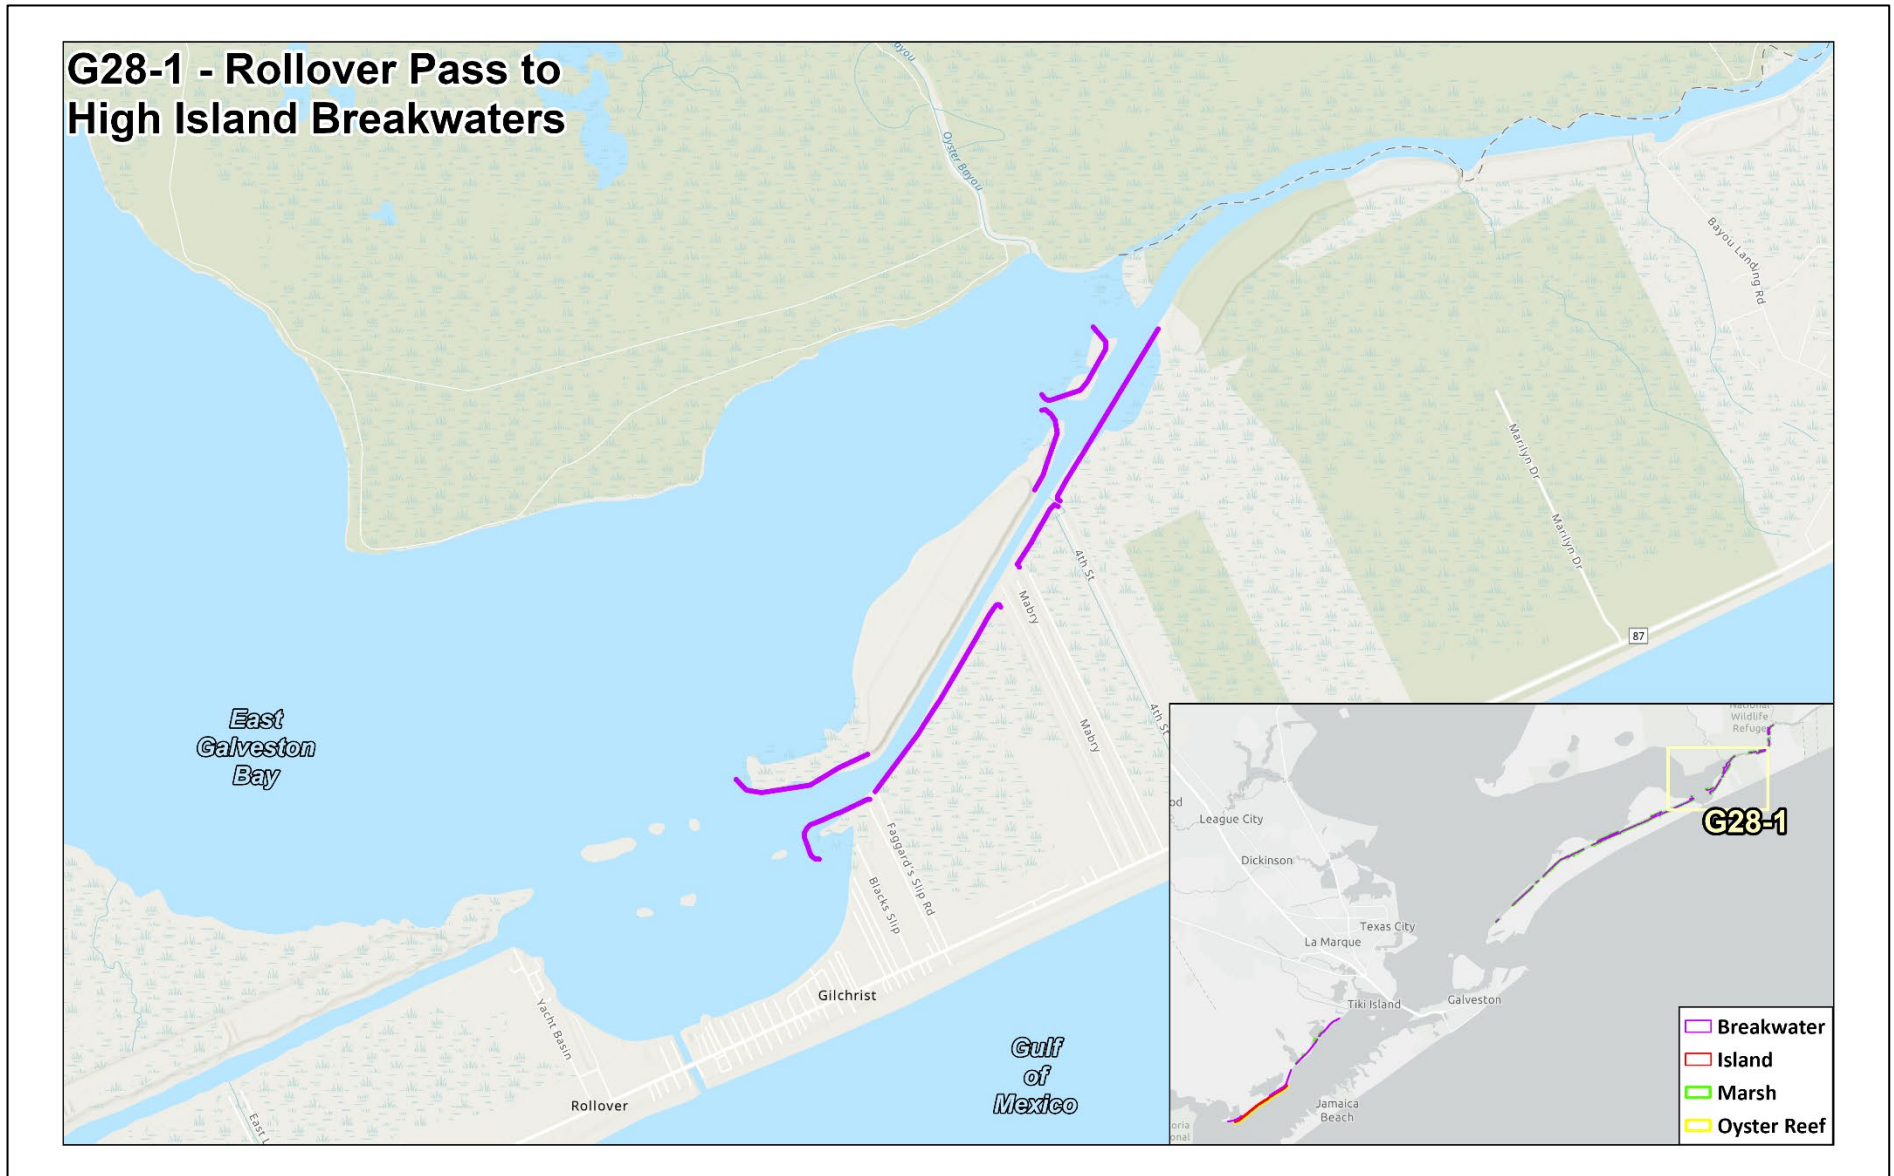 G28-1 - Rollover Pass to
High Island Breakwaters
Oyster Bayou
Bayou Landing Rd
Marilyn Dr
Marilyn Dr
87
4th St
Mabry
4th St
Mabry
East
Galveston
Bay
Faggard's Slip Rd
Blacks Slip
Gilchrist
Yacht Basin
Rollover
Gulf
of
Mexico
Wildlife
Refuge
G28-1
League City
Dickinson
Texas City
La Marque
Tiki Island
Galveston
Jamaica
Beach
Breakwater
Island
Marsh
Oyster Reef